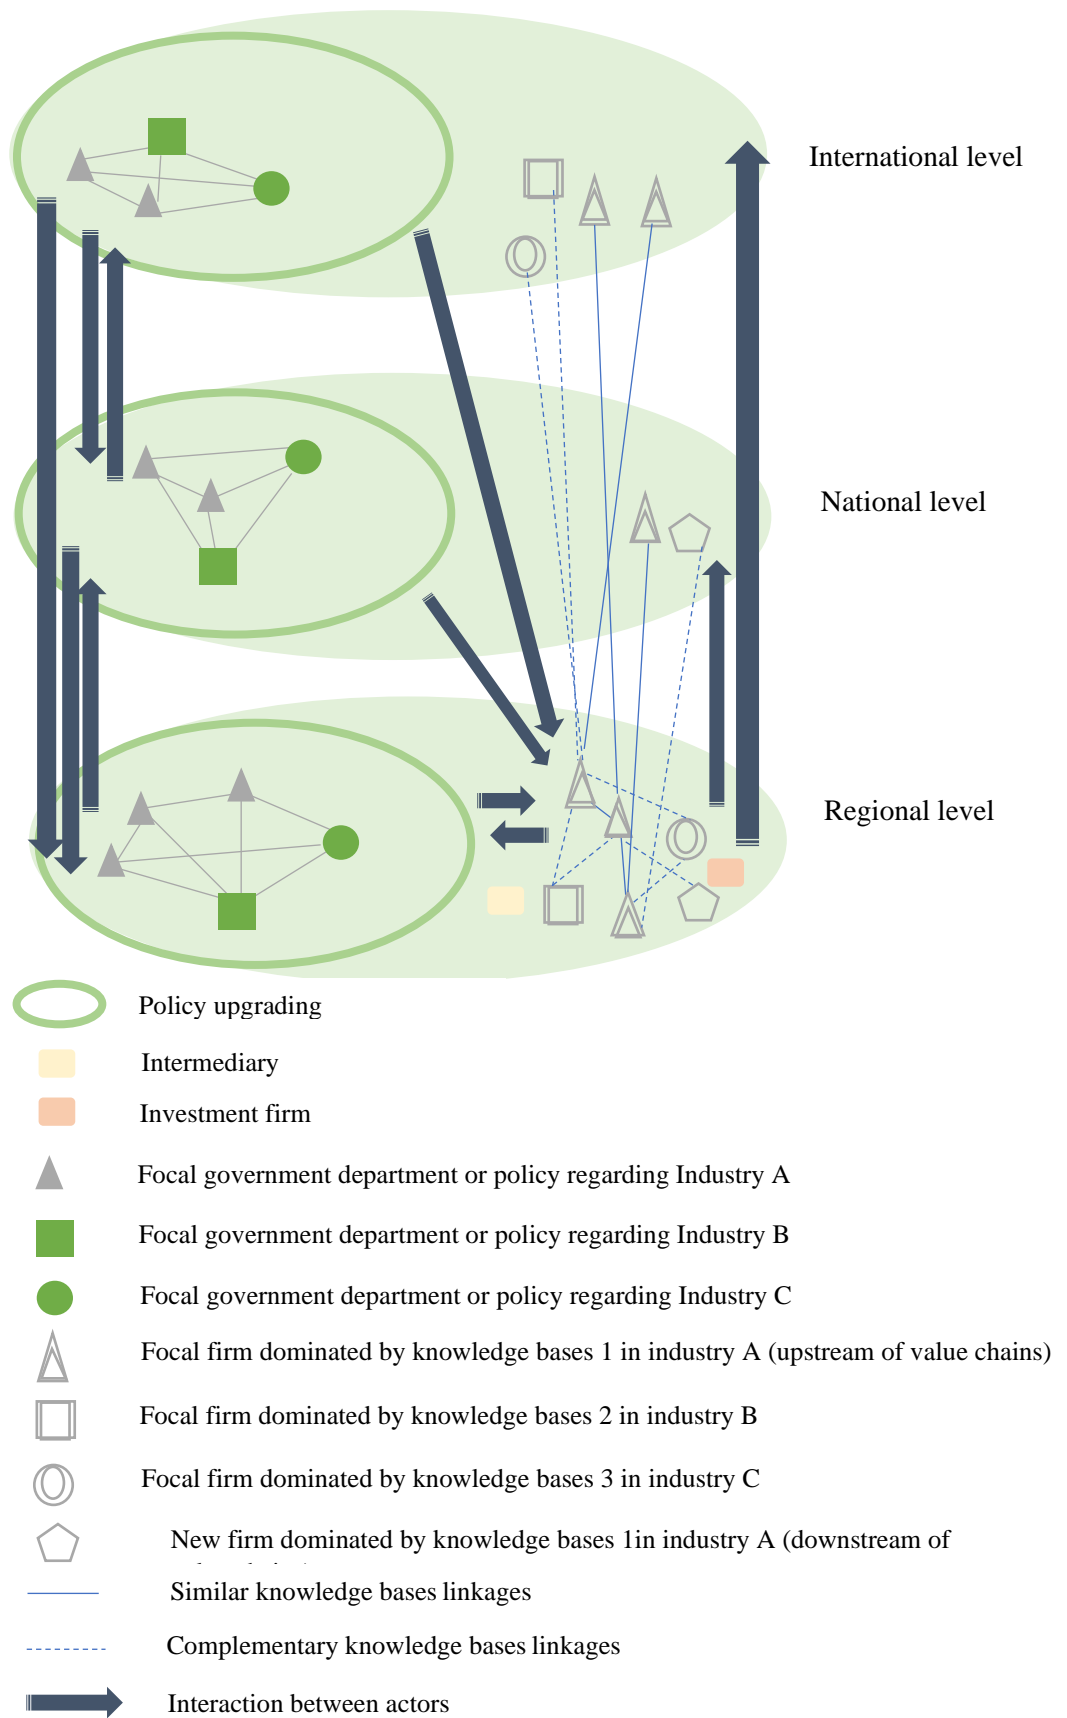 International level
National level
Regional level
Policy upgrading
Intermediary
Investment firm
Focal government department or policy regarding Industry A
Focal government department or policy regarding Industry B
Focal government department or policy regarding Industry C
Focal firm dominated by knowledge bases 1 in industry A (upstream of value chains)
Focal firm dominated by knowledge bases 2 in industry B
Focal firm dominated by knowledge bases 3 in industry C
New firm dominated by knowledge bases 1in industry A (downstream of
Similar knowledge bases linkages
Complementary knowledge bases linkages
Interaction between actors